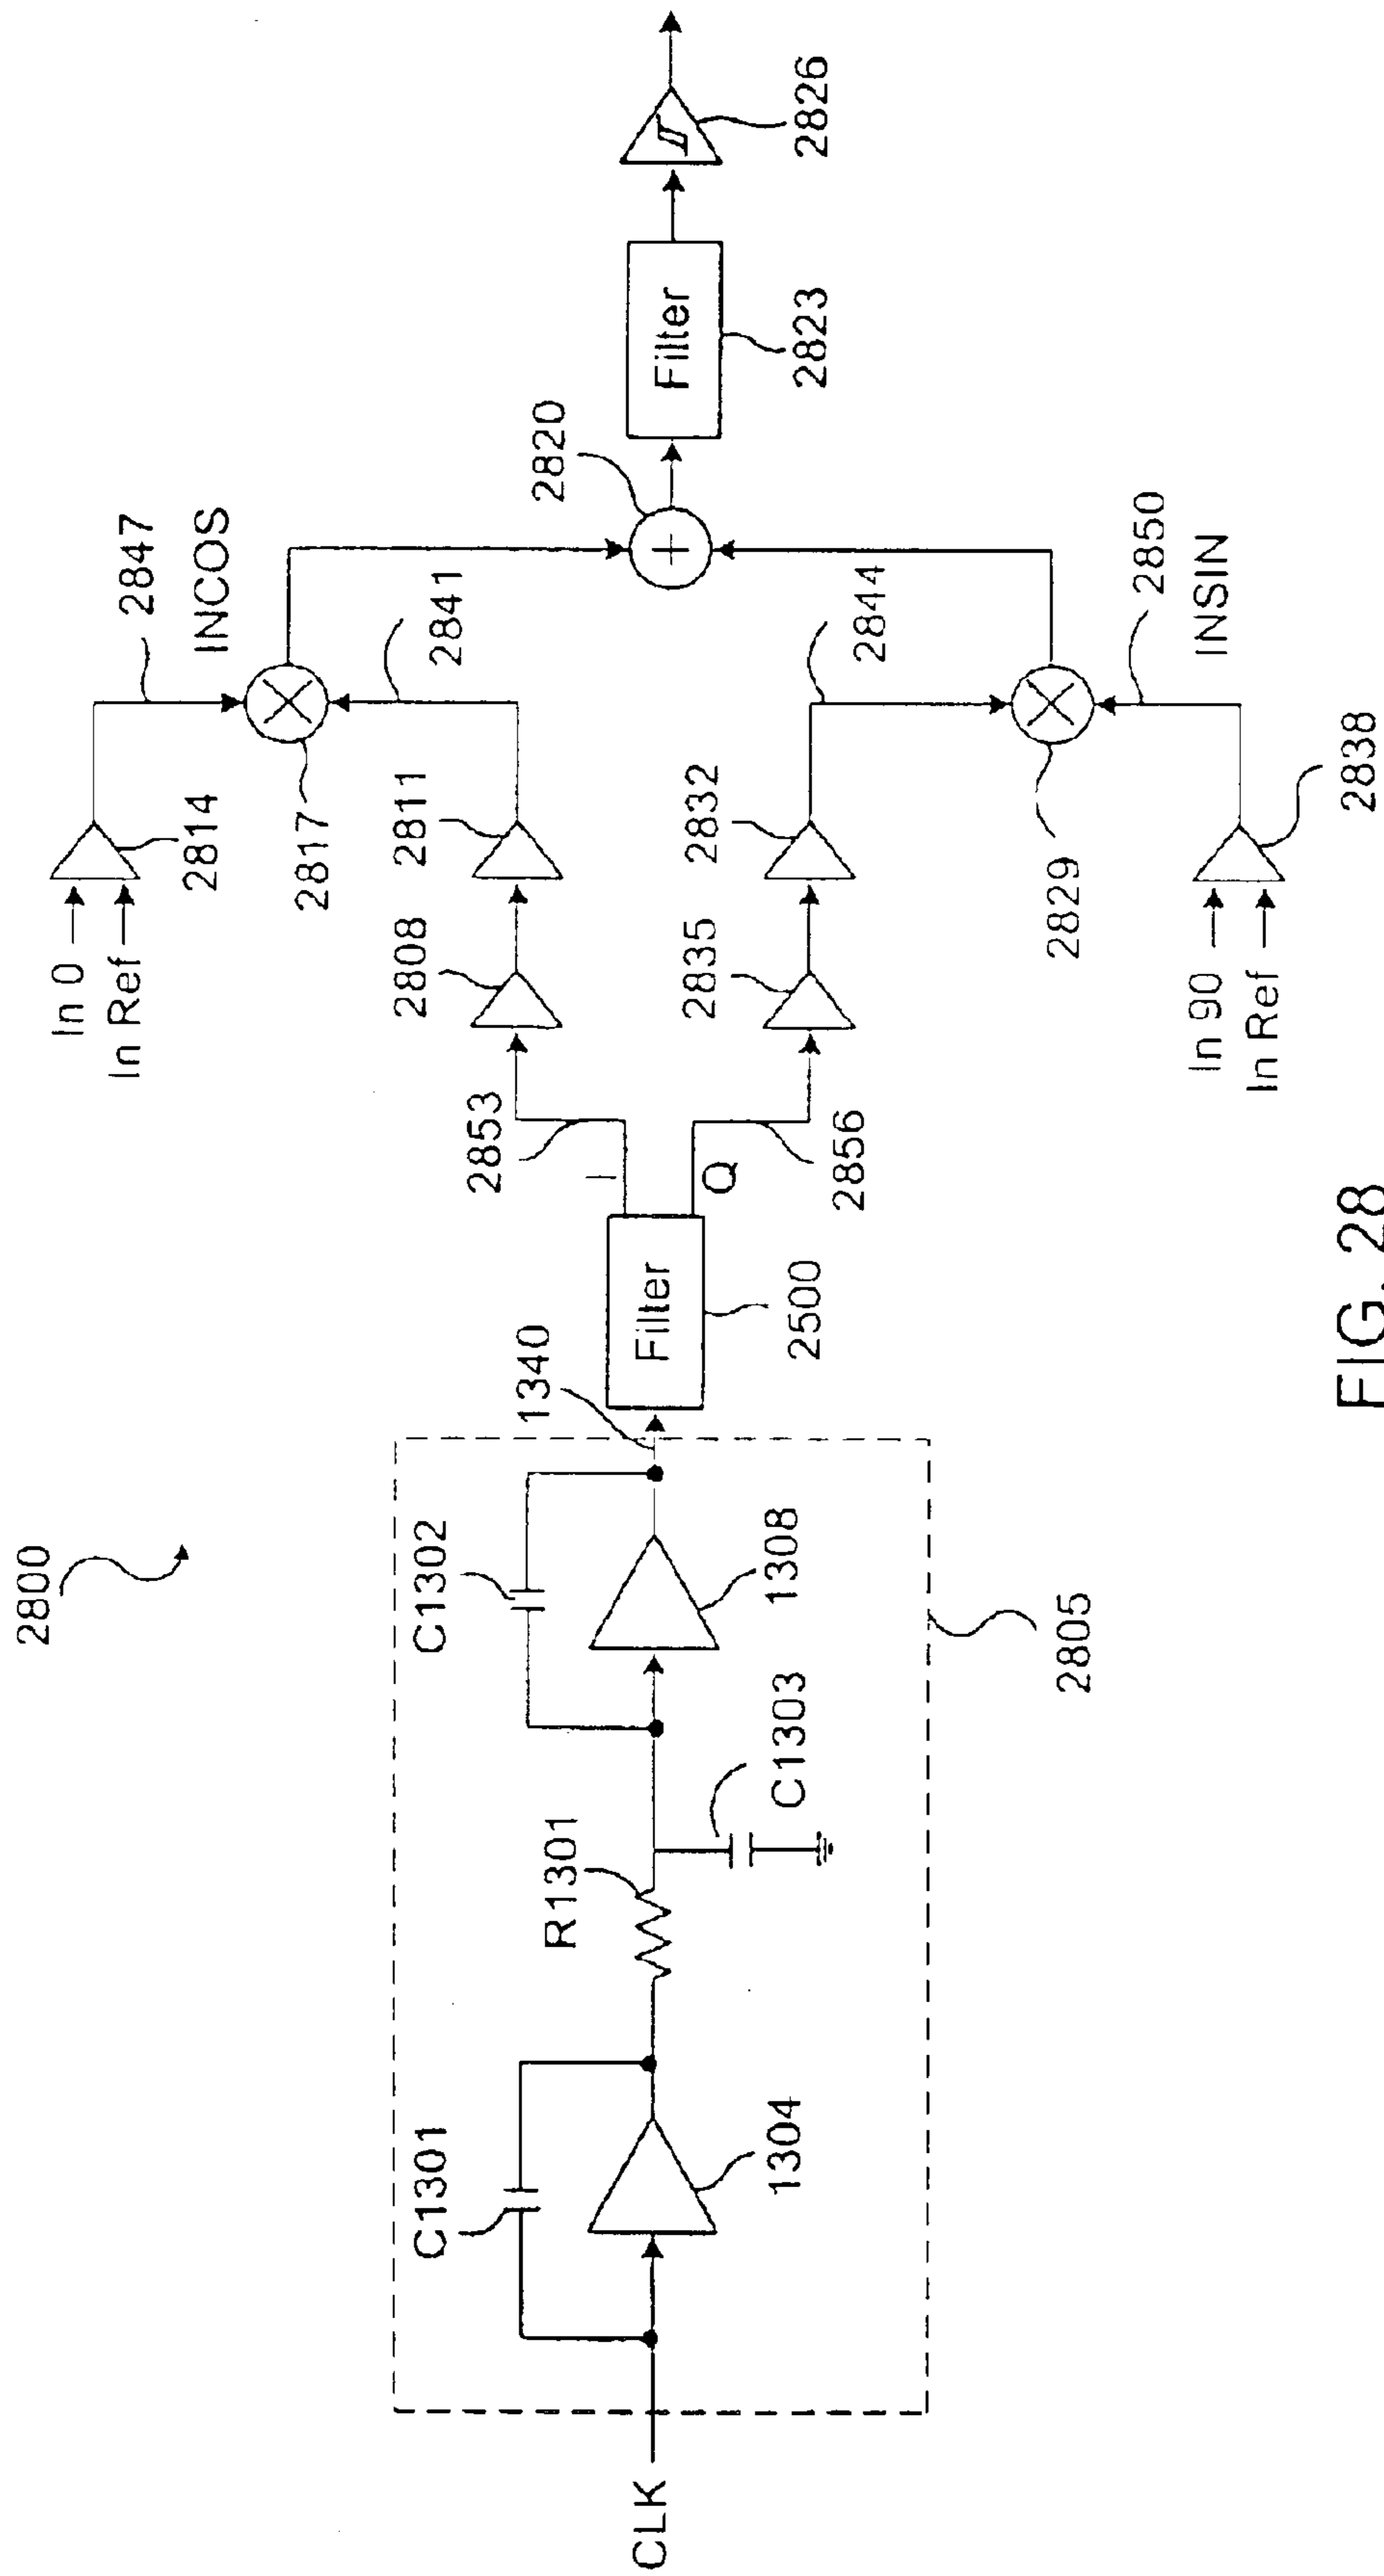 2800
CLK
C1301
1304
R1301
C1303
C1302
1308
1340
2805
Filter
2500
I
Q
2853
2856
2808
2811
2835
2832
In 0
In Ref
2814
2847
INCOS
2817
2841
2844
2829
2850
INSIN
In 90
In Ref
2838
2820
Filter
2823
2826
FIG. 28